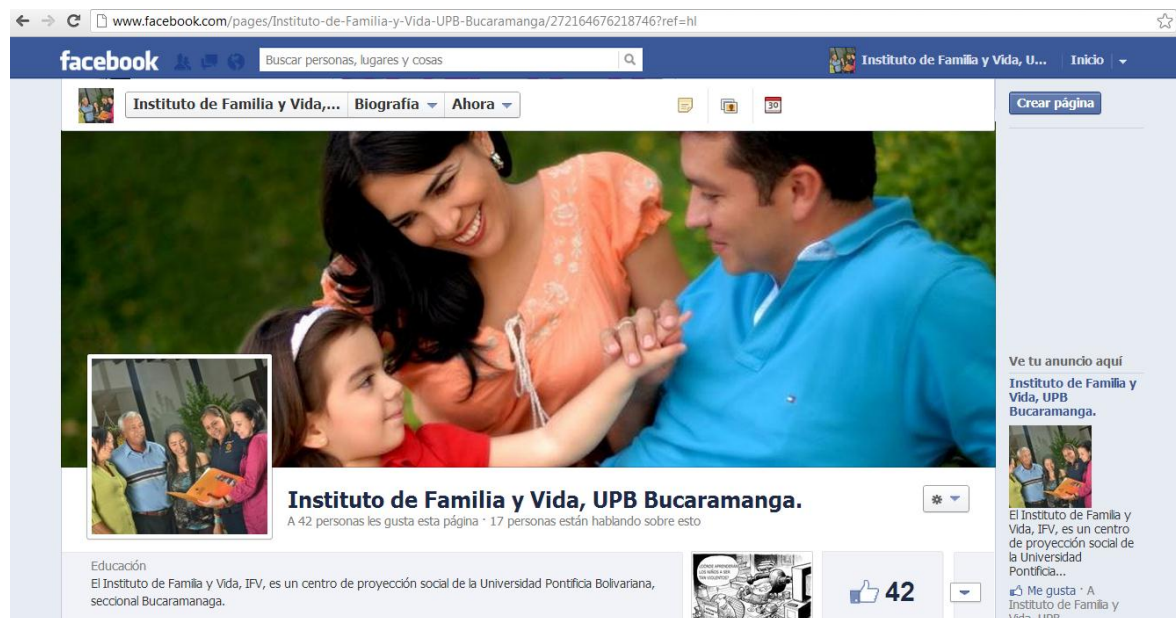 www.facebook.com/pages/Instituto-de-Familia-y-Vida-UPB-Bucaramanga/272164676218746?ref=hl
facebook
Buscar personas, lugares y cosas
Instituto de Familia y Vida, U...
Inicio
Instituto de Familia y Vida,...
Biografía
Ahora
30
Crear página
Instituto de Familia y Vida, UPB Bucaramanga.
A 42 personas les gusta esta página · 17 personas están hablando sobre esto
Educación
El Instituto de Familia y Vida, IFV, es un centro de proyección social de la Universidad Pontificia Bolivariana,
seccional Bucaramanaga.
42
Ve tu anuncio aquí
Instituto de Familia y
Vida, UPB
Bucaramanga.
El Instituto de Familia y
Vida, IFV, es un centro
de proyección social de
la Universidad
Pontificia...
Me gusta · A
Instituto de Familia y
Vida, UPB